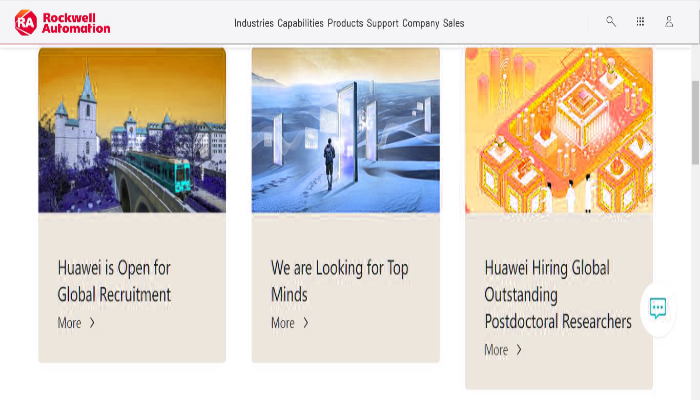 Rockwell
Automation
Industries Capabilities Products Support Company Sales
Huawei is Open for
Global Recruitment
More
We are Looking for Top
Minds
More
Huawei Hiring Global
Outstanding
Postdoctoral Researchers
More